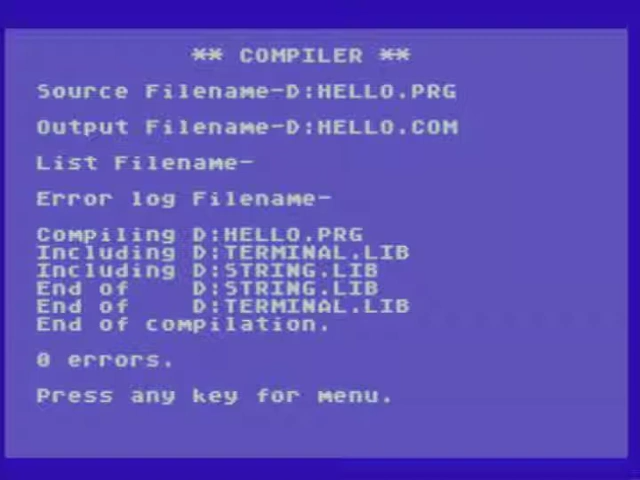 ** COMPILER **
Source Filename-D:HELLO.PRG
Output Filename-D:HELLO.COM
List Filename-
Error log Filename-
Compiling D:HELLO.PRG
Including D:TERMINAL.LIB
Including D:STRING.LIB
End of    D:STRING.LIB
End of    D:TERMINAL.LIB
End of compilation.
0 errors.
Press any key for menu.